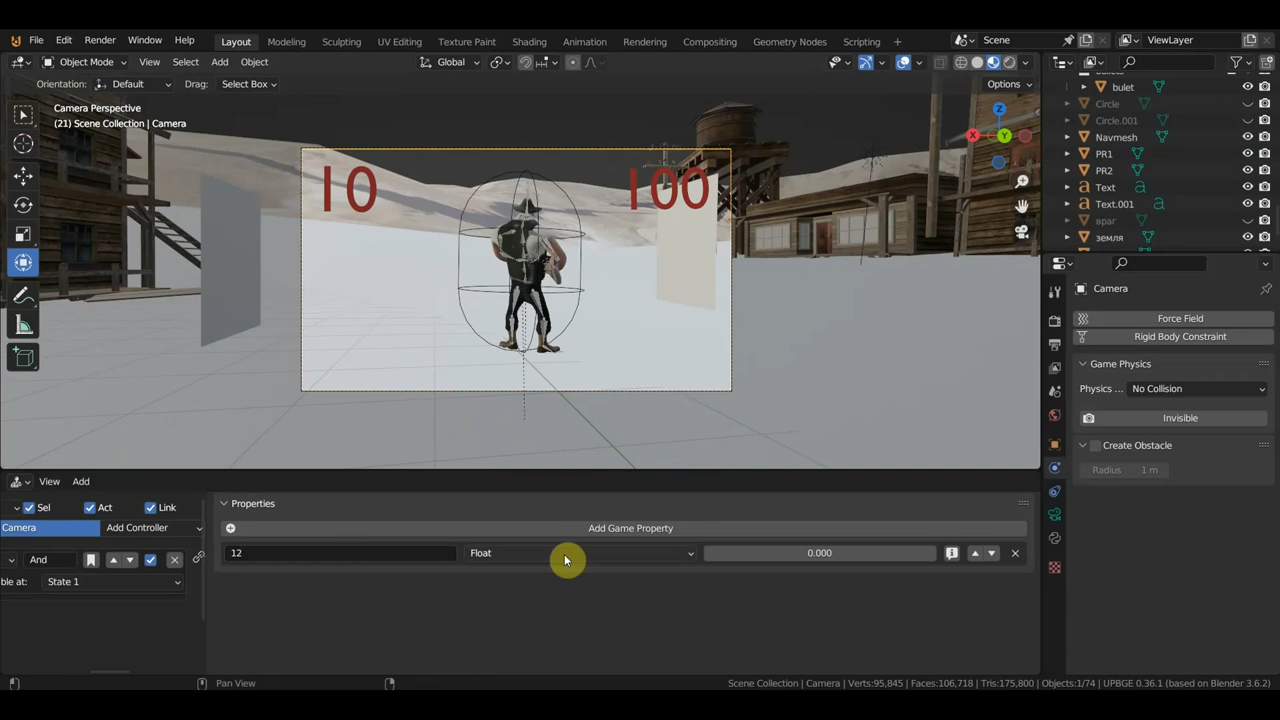 File Edit Render Window Help Layout Modeling Sculpting UV Editing Texture Paint Shading Animation Rendering Compositing Geometry Nodes Scripting + Scene ViewLayer
Object Mode View Select Add Object Global Options
Orientation: Default Drag: Select Box
Camera Perspective
(21) Scene Collection | Camera
10 100
Z
X
Y
bulet
Circle
Circle.001
Navmesh
PR1
PR2
Text
Text.001
враг
земля
Camera
Force Field
Rigid Body Constraint
Game Physics
Physics ... No Collision
Invisible
Create Obstacle
Radius 1 m
View Add
Sel Act Link
Camera Add Controller
And
ble at: State 1
Properties
Add Game Property
12 Float 0.000
Pan View
Scene Collection | Camera | Verts:95,845 | Faces:106,718 | Tris:175,800 | Objects:1/74 | UPBGE 0.36.1 (based on Blender 3.6.2)